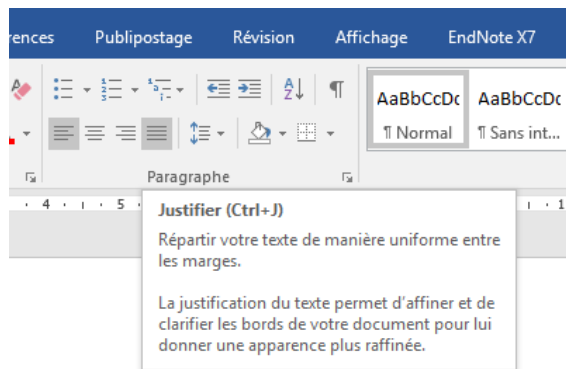 rences Publipostage Révision Affichage EndNote X7
AaBbCcDc AaBbCcDc
¶ Normal ¶ Sans int...
Paragraphe
4 5 1
Justifier (Ctrl+J)
Répartir votre texte de manière uniforme entre
les marges.
La justification du texte permet d'affiner et de
clarifier les bords de votre document pour lui
donner une apparence plus raffinée.